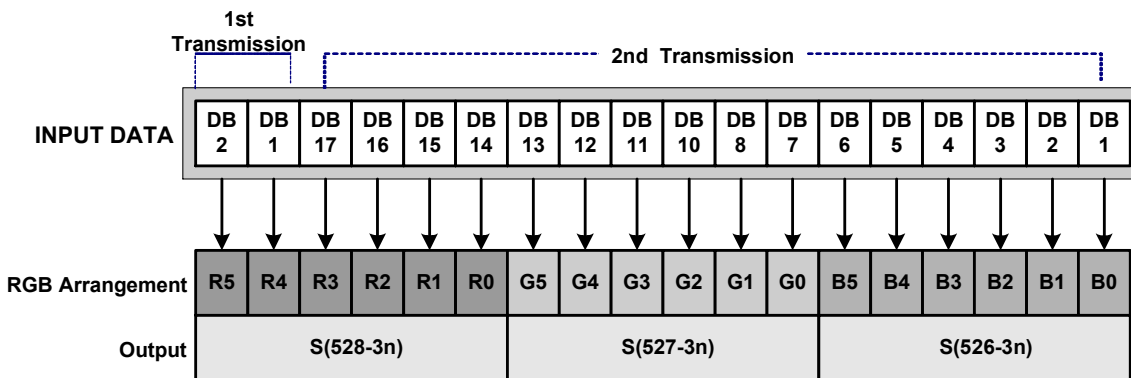 1st
Transmission
2nd Transmission
INPUT DATA
DB 2 DB 1 DB 17 DB 16 DB 15 DB 14 DB 13 DB 12 DB 11 DB 10 DB 8 DB 7 DB 6 DB 5 DB 4 DB 3 DB 2 DB 1
RGB Arrangement R5 R4 R3 R2 R1 R0 G5 G4 G3 G2 G1 G0 B5 B4 B3 B2 B1 B0
Output S(528-3n) S(527-3n) S(526-3n)